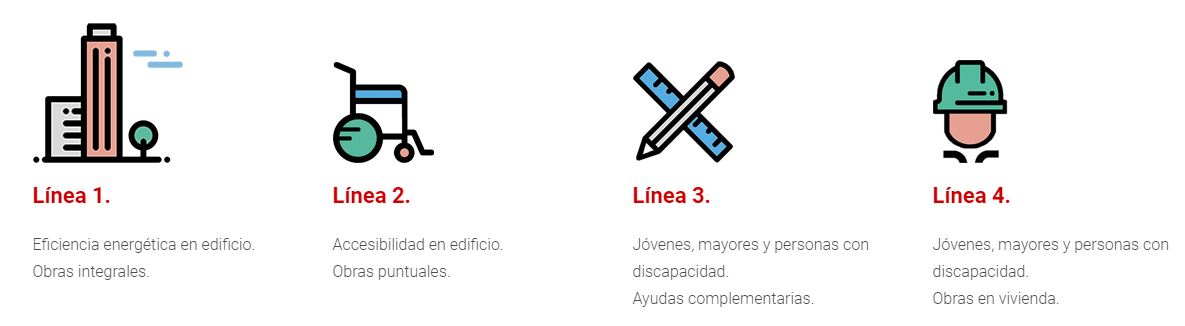 Línea 1.
Eficiencia energética en edificio.
Obras integrales.
Línea 2.
Accesibilidad en edificio.
Obras puntuales.
Línea 3.
Jóvenes, mayores y personas con
discapacidad.
Ayudas complementarias.
Línea 4.
Jóvenes, mayores y personas con
discapacidad.
Obras en vivienda.